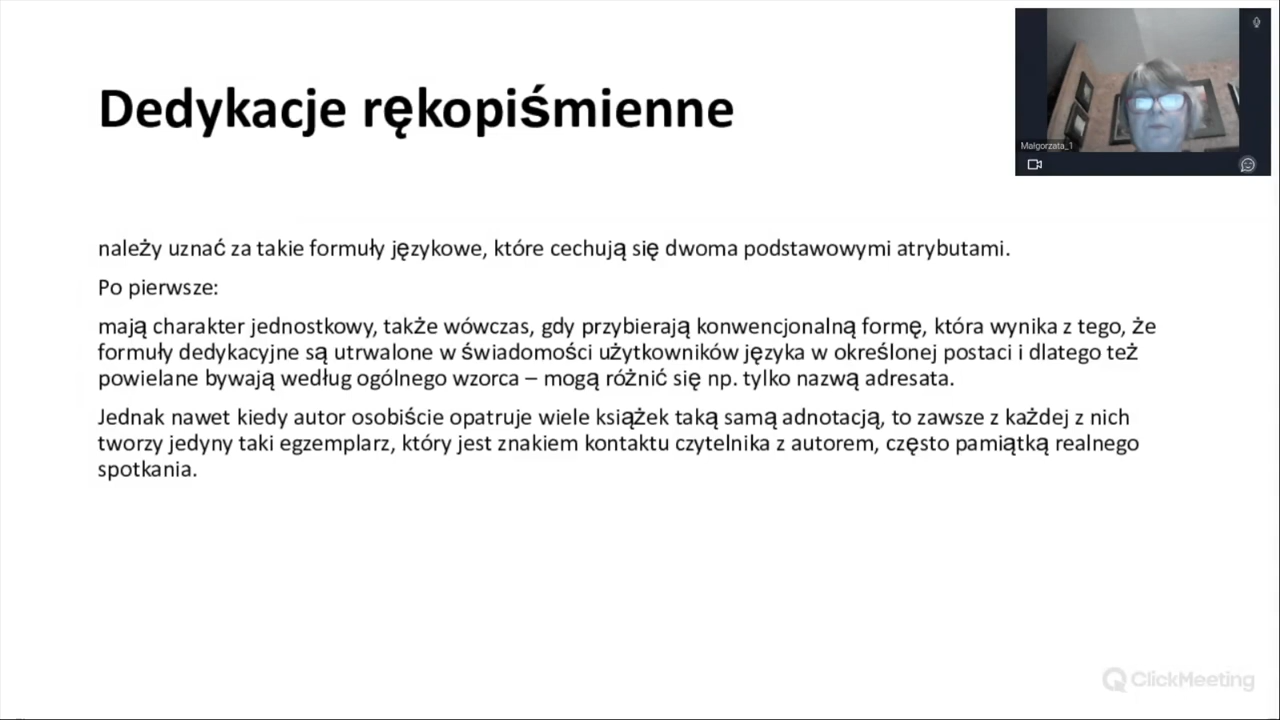 Dedykacje rękopiśmienne
Małgorzata_1
należy uznać za takie formuły językowe, które cechują się dwoma podstawowymi atrybutami.
Po pierwsze:
mają charakter jednostkowy, także wówczas, gdy przybierają konwencjonalną formę, która wynika z tego, że
formuły dedykacyjne są utrwalone w świadomości użytkowników języka w określonej postaci i dlatego też
powielane bywają według ogólnego wzorca – mogą różnić się np. tylko nazwą adresata.
Jednak nawet kiedy autor osobiście opatruje wiele książek taką samą adnotacją, to zawsze z każdej z nich
tworzy jedyny taki egzemplarz, który jest znakiem kontaktu czytelnika z autorem, często pamiątką realnego
spotkania.
ClickMeeting